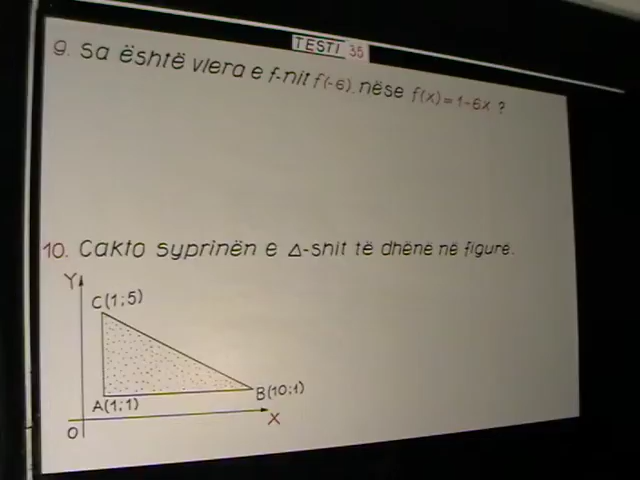 TESTI 35
9. Sa është vlera e f-nit f(-6), nëse f(x)=1-6x ?
10. Cakto syprinën e Δ-shit të dhënë në figurë.
Y
C(1;5)
B(10;1)
A(1;1)
X
O